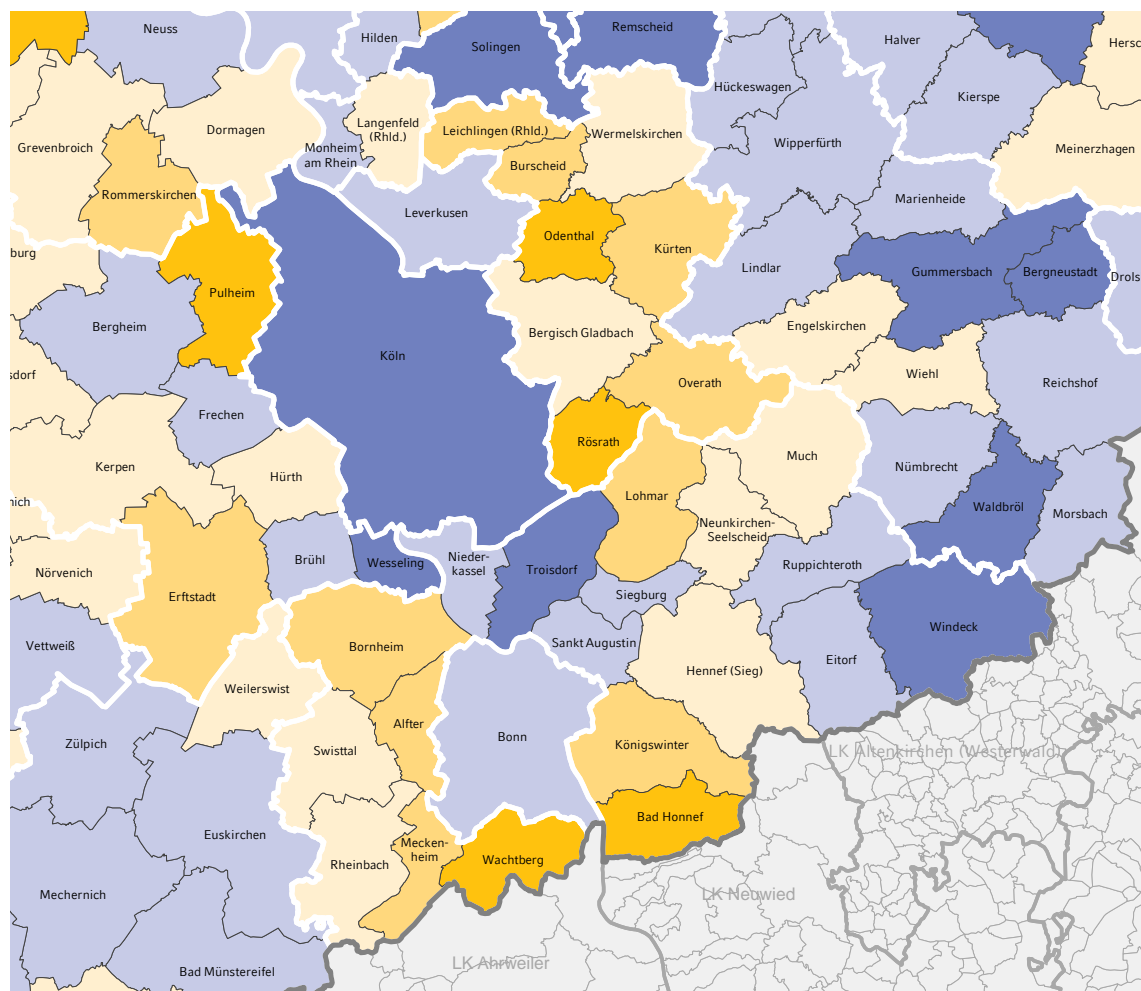 Neuss
Hilden
Solingen
Remscheid
Halver
Hersc
Hückeswagen
Kierspe
Dormagen
Langenfeld
(Rhld.)
Leichlingen (Rhld.)
Wermelskirchen
Wipperfürth
Grevenbroich
Monheim
am Rhein
Meinerzhagen
Burscheid
Rommerskirchen
Leverkusen
Marienheide
Odenthal
Kürten
burg
Lindlar
Gummersbach
Bergneustadt
Drols
Pulheim
Bergheim
Bergisch Gladbach
Engelskirchen
Köln
sdorf
Overath
Wiehl
Reichshof
Frechen
Rösrath
Much
Kerpen
Hürth
Nümbrecht
Lohmar
nich
Neunkirchen-
Seelscheid
Waldbröl
Morsbach
Nörvenich
Brühl
Wesseling
Nieder-
kassel
Troisdorf
Ruppichteroth
Erftstadt
Siegburg
Windeck
Vettweiß
Bornheim
Sankt Augustin
Eitorf
Weilerswist
Hennef (Sieg)
Alfter
Zülpich
Swisttal
Bonn
Königswinter
LK Altenkirchen (Westerwald)
Euskirchen
Bad Honnef
Mecken-
heim
Rheinbach
Wachtberg
Mechernich
LK Neuwied
LK Ahrweiler
Bad Münstereifel